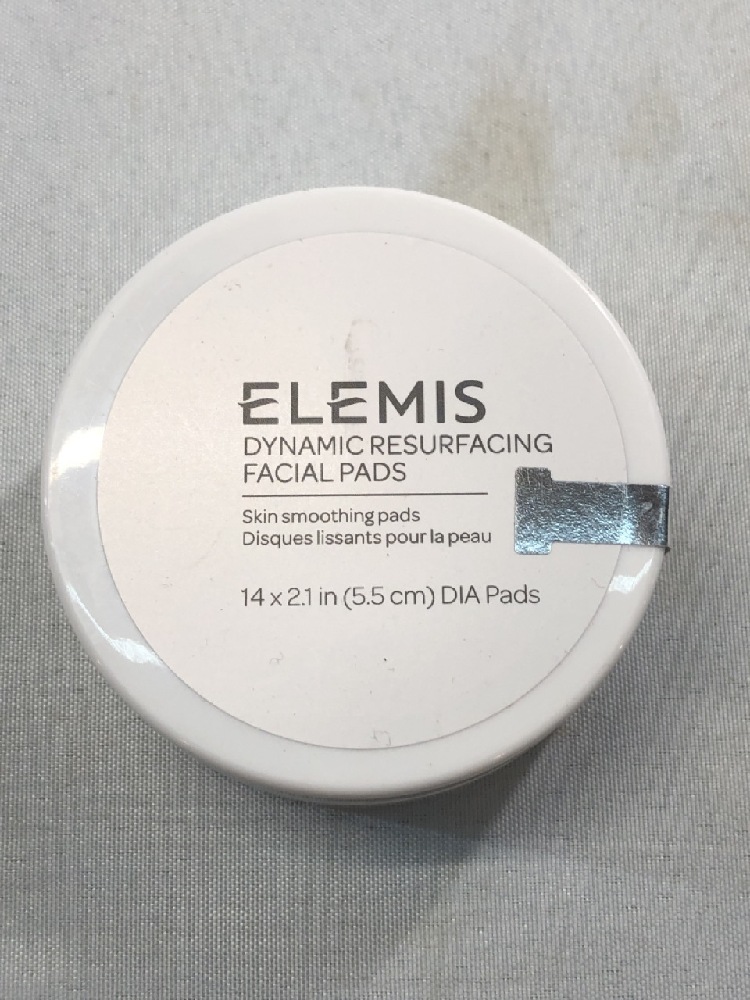 ELEMIS
DYNAMIC RESURFACING
FACIAL PADS
Skin smoothing pads
Disques lissants pour la peau
14 x 2.1 in (5.5 cm) DIA Pads